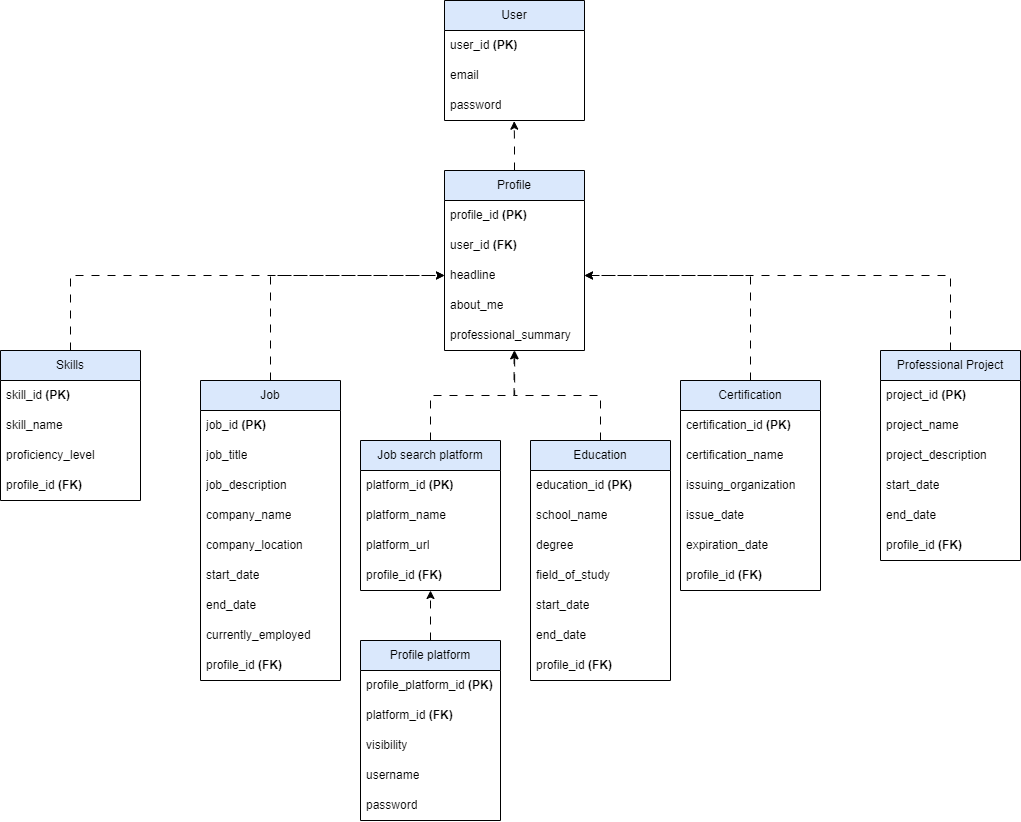 User
user_id (PK)
email
password
Profile
profile_id (PK)
user_id (FK)
headline
about_me
professional_summary
Skills
skill_id (PK)
skill_name
proficiency_level
profile_id (FK)
Job
job_id (PK)
job_title
job_description
company_name
company_location
start_date
end_date
currently_employed
profile_id (FK)
Job search platform
platform_id (PK)
platform_name
platform_url
profile_id (FK)
Profile platform
profile_platform_id (PK)
platform_id (FK)
visibility
username
password
Education
education_id (PK)
school_name
degree
field_of_study
start_date
end_date
profile_id (FK)
Certification
certification_id (PK)
certification_name
issuing_organization
issue_date
expiration_date
profile_id (FK)
Professional Project
project_id (PK)
project_name
project_description
start_date
end_date
profile_id (FK)